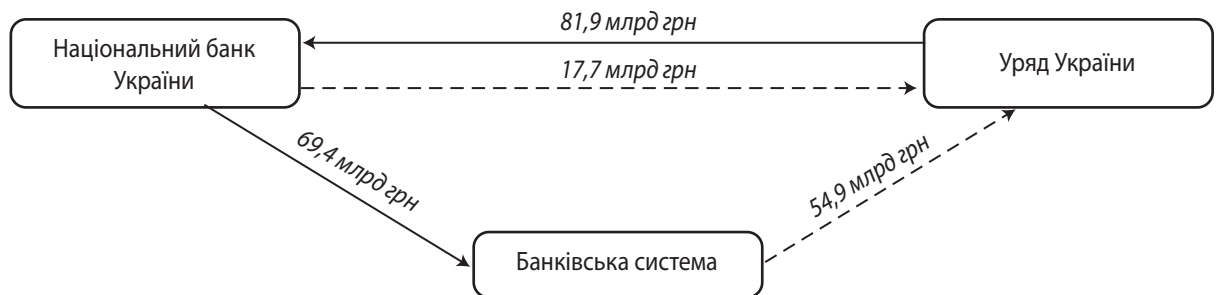 81,9 млрд грн
Національний банк
України
17,7 млрд грн
Уряд України
69,4 млрд грн
54,9 млрд грн
Банківська система